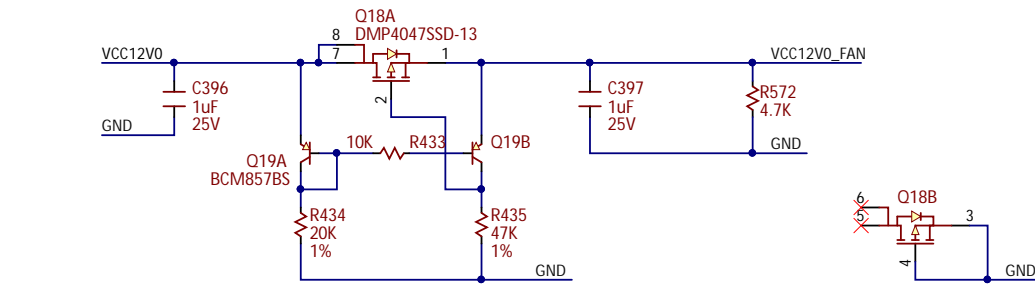 Q18A
DMP4047SSD-13
8
7
1
2
VCC12V0
VCC12V0_FAN
C396
1uF
25V
GND
C397
1uF
25V
R572
4.7K
GND
10K
R433
Q19B
Q19A
BCM857BS
R434
20K
1%
R435
47K
1%
GND
6
5
Q18B
3
4
GND